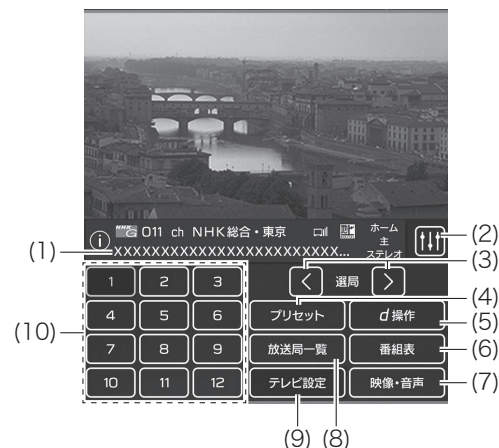 NHK G 011 ch NHK総合・東京 ホーム
主
ステレオ
i
XXXXXXXXXXXXXXXXXXXXXXXXX...
(1)
(2)
(3)
選局
(4)
(10)
1 2 3
4 5 6
7 8 9
10 11 12
プリセット d操作
(5)
放送局一覧 番組表
(6)
テレビ設定 映像・音声
(7)
(9) (8)